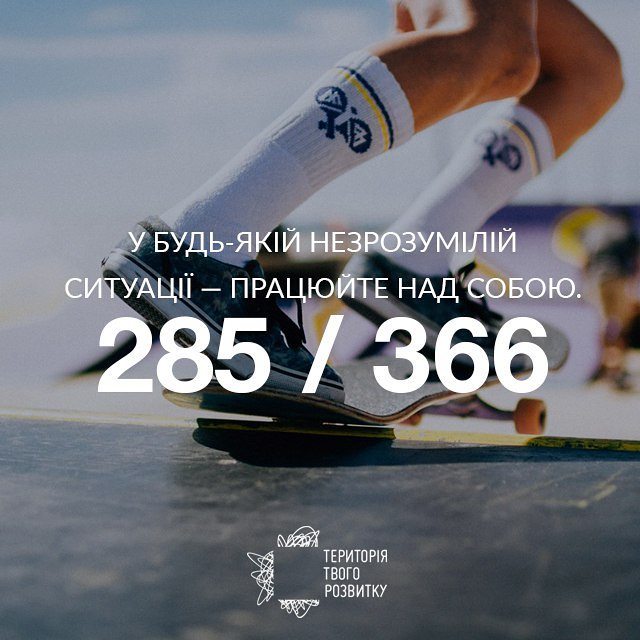 У БУДЬ-ЯКІЙ НЕЗРОЗУМІЛІЙ
СИТУАЦІЇ — ПРАЦЮЙТЕ НАД СОБОЮ.
285 / 366
ТЕРИТОРІЯ
ТВОГО
РОЗВИТКУ